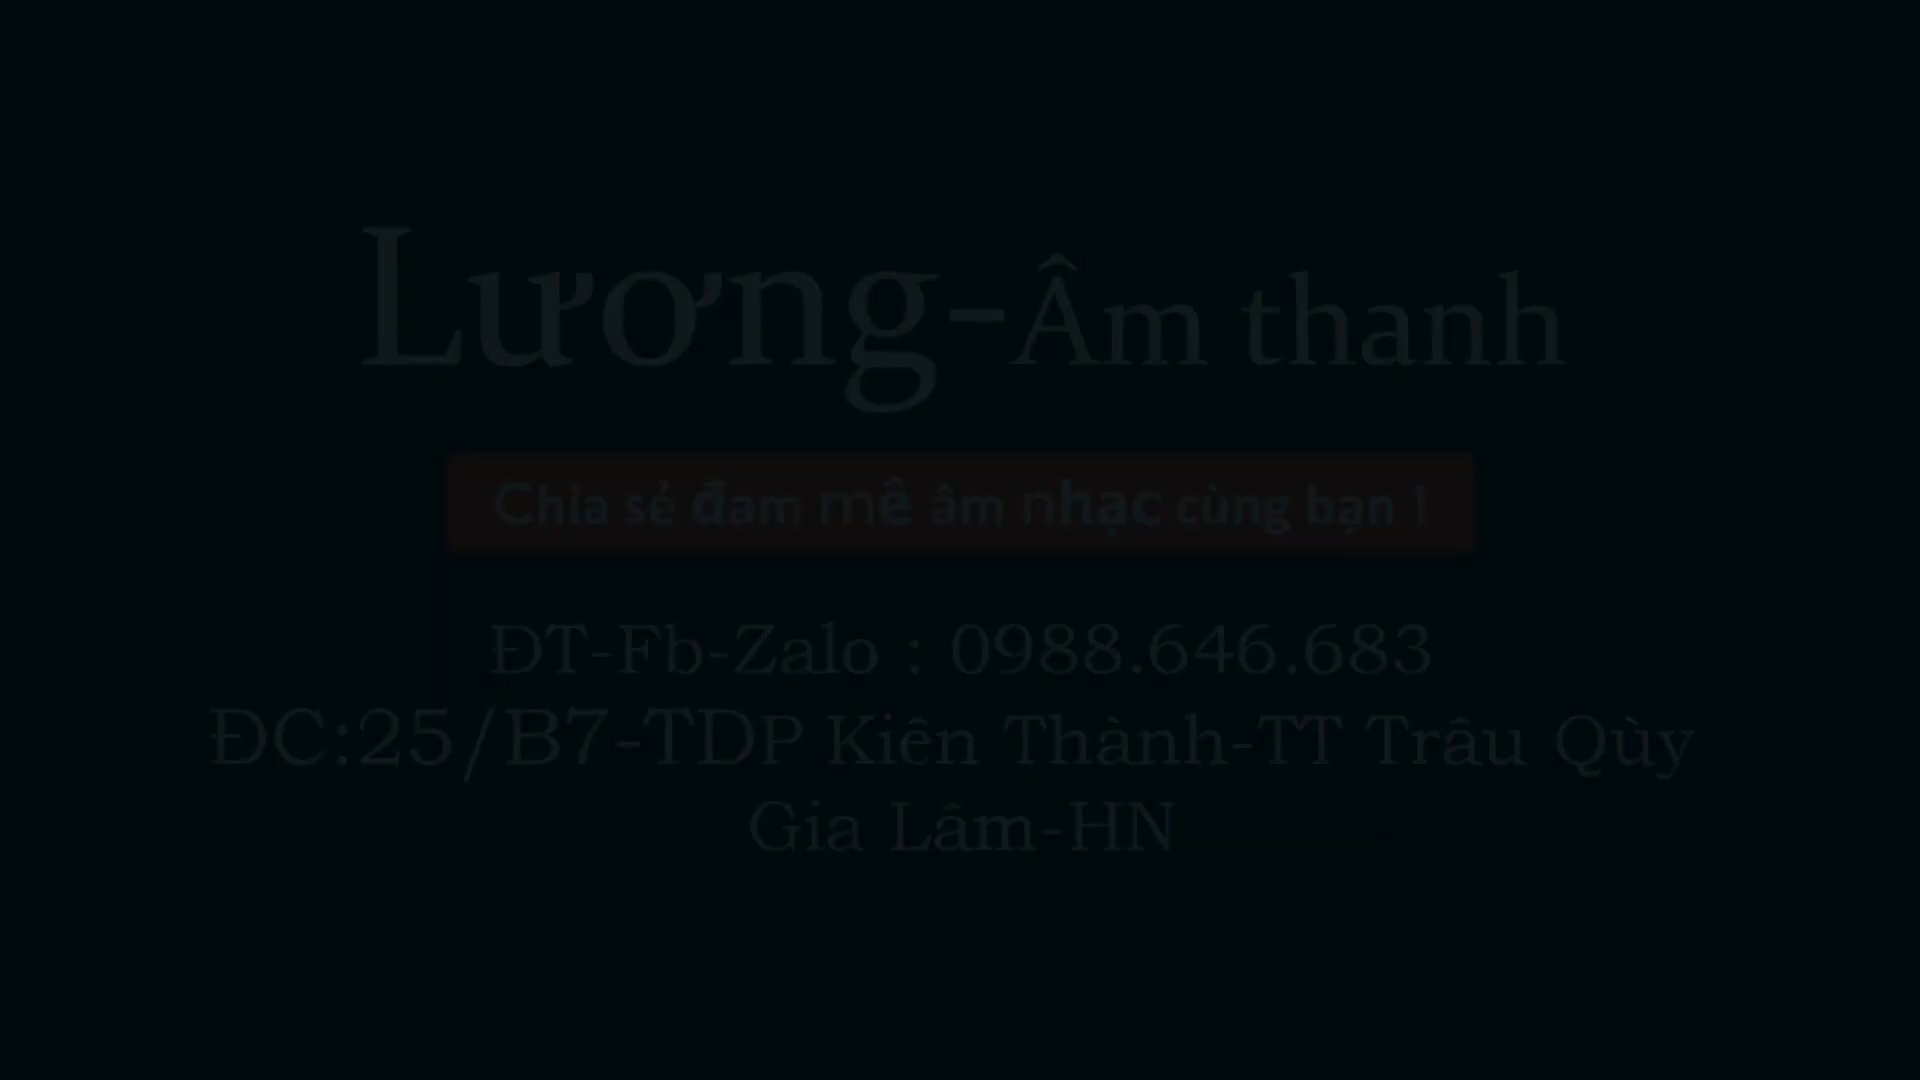 Lương-Âm thanh
Chia sẻ đam mê âm nhạc cùng bạn !
ĐT-Fb-Zalo : 0988.646.683
ĐC:25/B7-TDP Kiên Thành-TT Trâu Qùy
Gia Lâm-HN